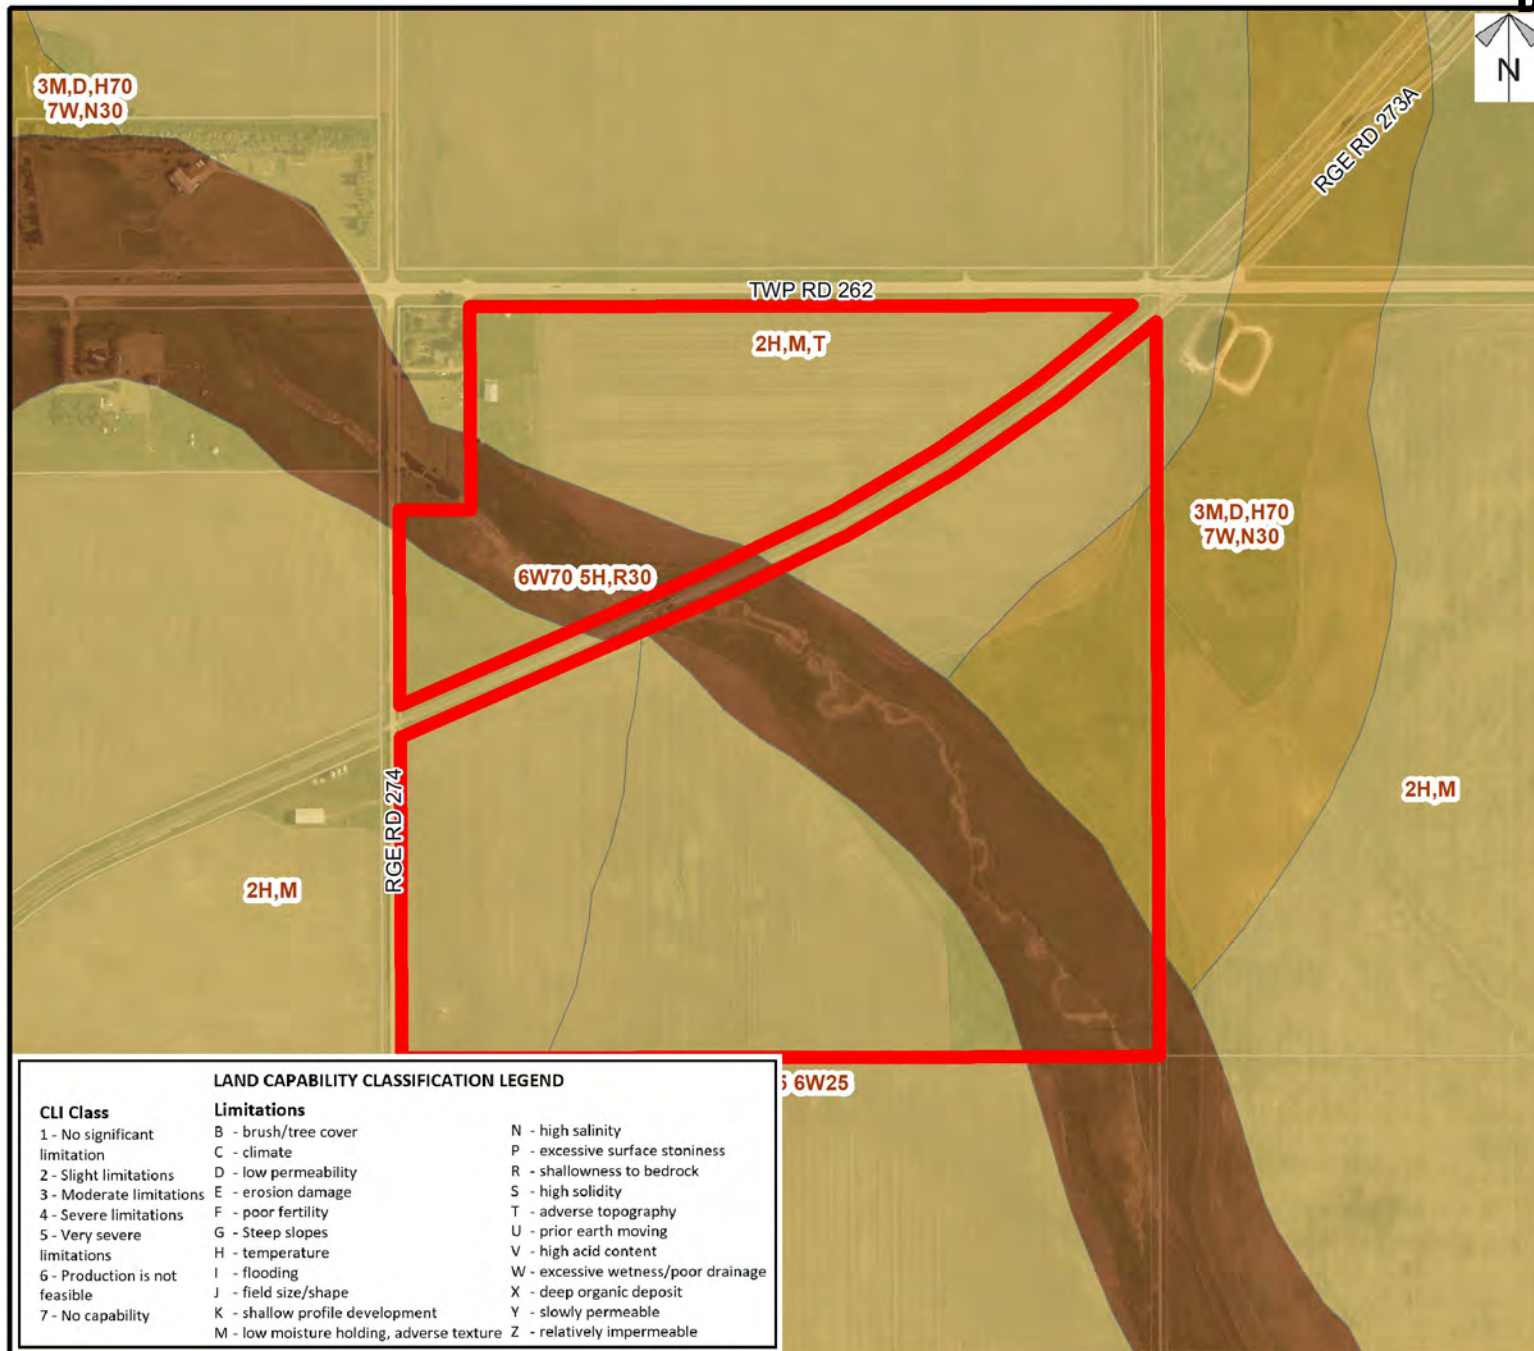 N
3M,D,H70
7W,N30
RGE RD 273A
TWP RD 262
2H,M,T
3M,D,H70
7W,N30
6W70 5H,R30
RGE RD 274
2H,M
2H,M
6W25
LAND CAPABILITY CLASSIFICATION LEGEND
CLI Class
1 - No significant
limitation
2 - Slight limitations
3 - Moderate limitations
4 - Severe limitations
5 - Very severe
limitations
6 - Production is not
feasible
7 - No capability
Limitations
B - brush/tree cover
C - climate
D - low permeability
E - erosion damage
F - poor fertility
G - Steep slopes
H - temperature
I - flooding
J - field size/shape
K - shallow profile development
M - low moisture holding, adverse texture
N - high salinity
P - excessive surface stoniness
R - shallowness to bedrock
S - high solidity
T - adverse topography
U - prior earth moving
V - high acid content
W - excessive wetness/poor drainage
X - deep organic deposit
Y - slowly permeable
Z - relatively impermeable